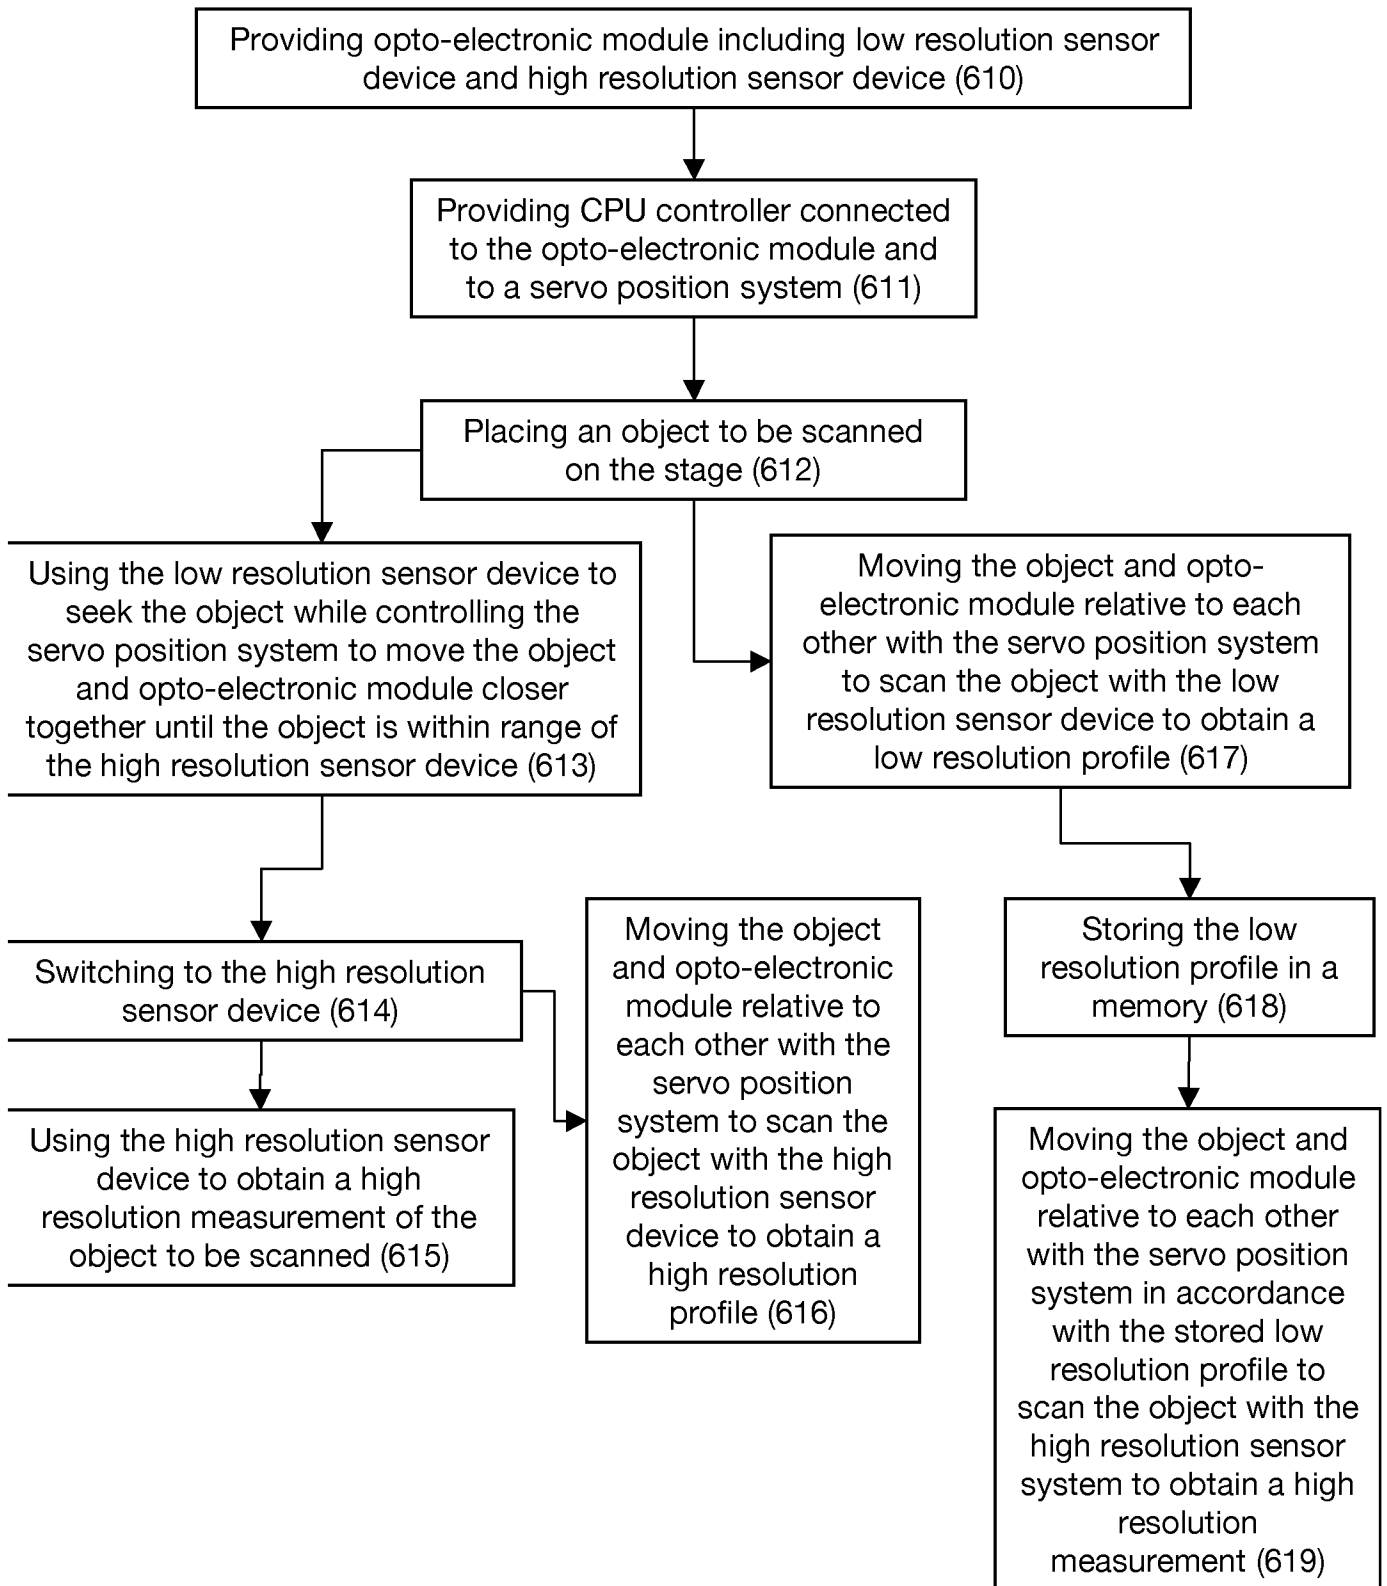 Providing opto-electronic module including low resolution sensor
device and high resolution sensor device (610)
Providing CPU controller connected
to the opto-electronic module and
to a servo position system (611)
Placing an object to be scanned
on the stage (612)
Using the low resolution sensor device to
seek the object while controlling the
servo position system to move the object
and opto-electronic module closer
together until the object is within range of
the high resolution sensor device (613)
Moving the object and opto-
electronic module relative to each
other with the servo position system
to scan the object with the low
resolution sensor device to obtain a
low resolution profile (617)
Switching to the high resolution
sensor device (614)
Using the high resolution sensor
device to obtain a high
resolution measurement of the
object to be scanned (615)
Moving the object
and opto-electronic
module relative to
each other with the
servo position
system to scan the
object with the high
resolution sensor
device to obtain a
high resolution
profile (616)
Storing the low
resolution profile in a
memory (618)
Moving the object and
opto-electronic module
relative to each other
with the servo position
system in accordance
with the stored low
resolution profile to
scan the object with the
high resolution sensor
system to obtain a high
resolution
measurement (619)